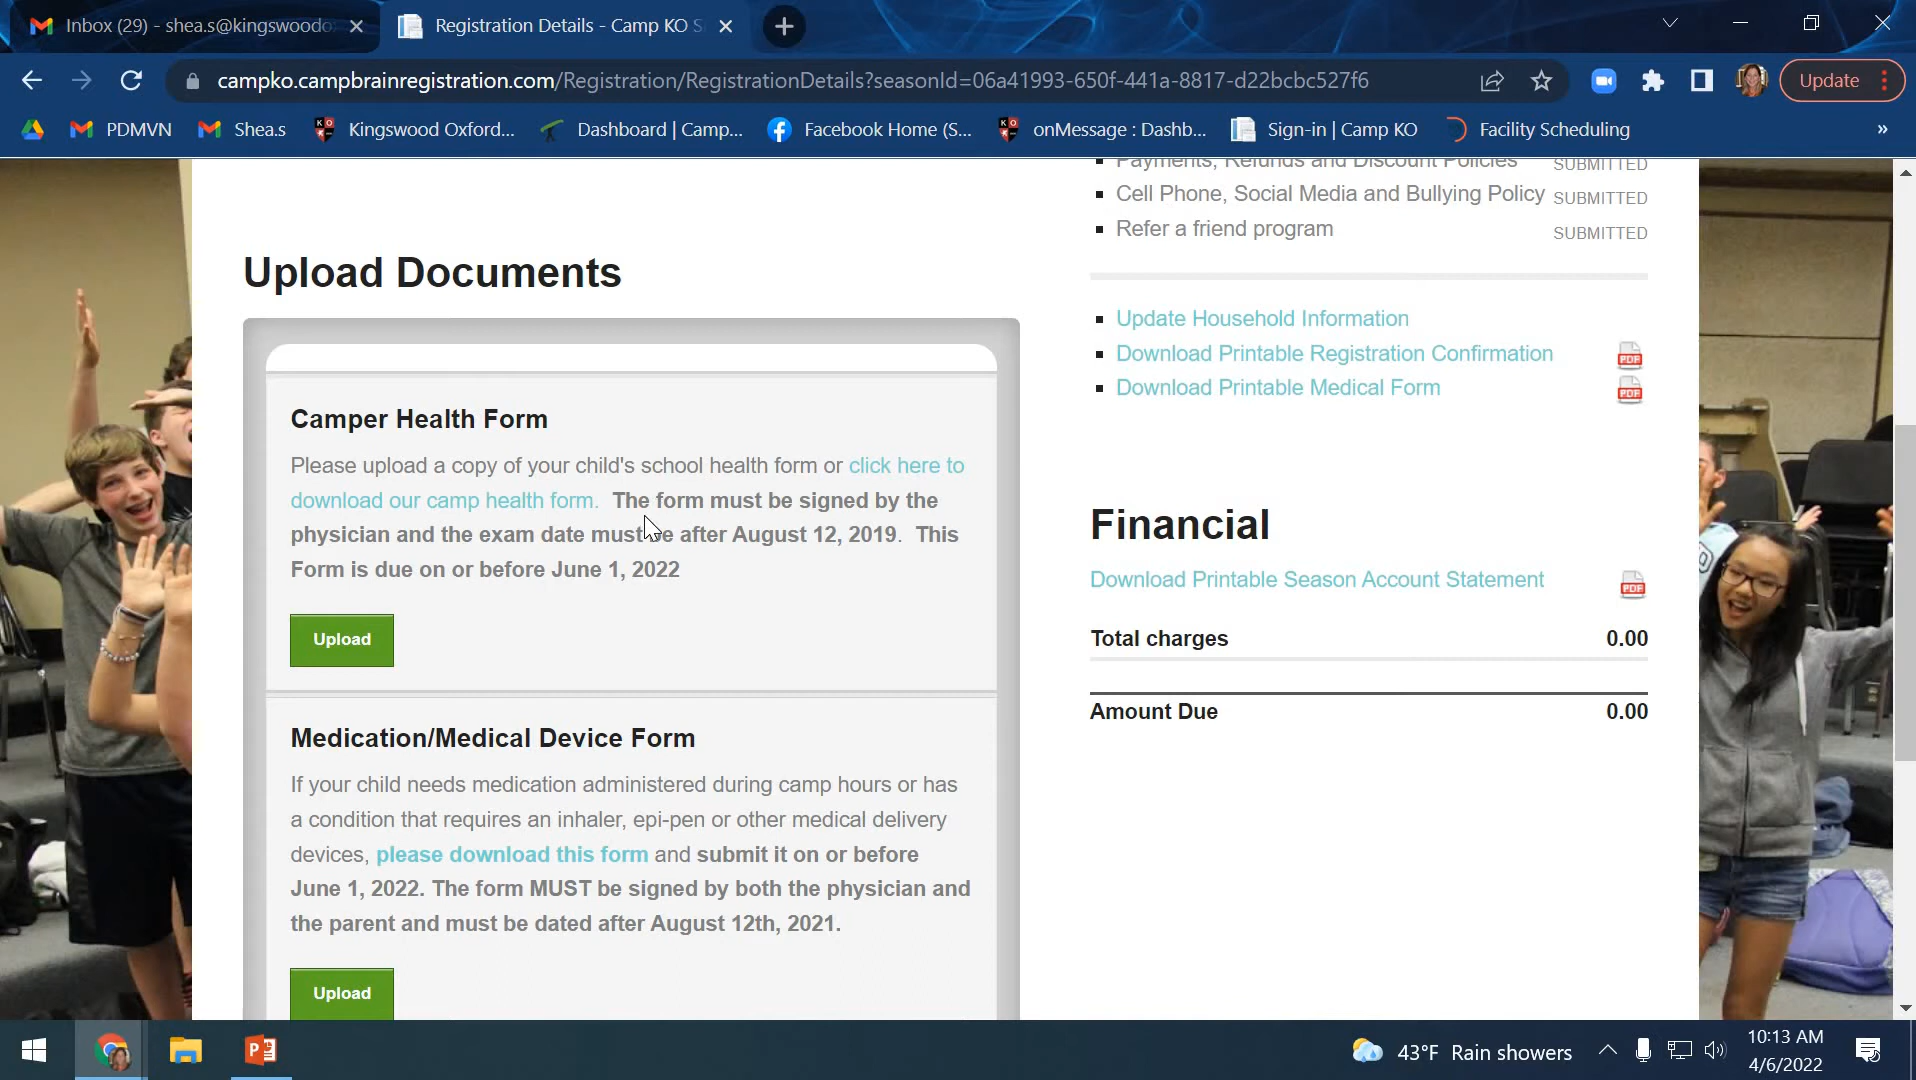 Inbox (29) - shea.s@kingswoodo
Registration Details - Camp KO S
campko.campbrainregistration.com/Registration/RegistrationDetails?seasonId=06a41993-650f-441a-8817-d22bcbc527f6
Update
PDMVN
Shea.s
Kingswood Oxford...
Dashboard | Camp...
Facebook Home (S...
onMessage : Dashb...
Sign-in | Camp KO
Facility Scheduling
»
Payments, Refunds and Discount Policies SUBMITTED
Cell Phone, Social Media and Bullying Policy SUBMITTED
Refer a friend program SUBMITTED
Update Household Information
Download Printable Registration Confirmation PDF
Download Printable Medical Form PDF
Upload Documents
Camper Health Form
Please upload a copy of your child's school health form or click here to
download our camp health form. The form must be signed by the
physician and the exam date must be after August 12, 2019. This
Form is due on or before June 1, 2022
Upload
Medication/Medical Device Form
If your child needs medication administered during camp hours or has
a condition that requires an inhaler, epi-pen or other medical delivery
devices, please download this form and submit it on or before
June 1, 2022. The form MUST be signed by both the physician and
the parent and must be dated after August 12th, 2021.
Upload
Financial
Download Printable Season Account Statement PDF
Total charges 0.00
Amount Due 0.00
43°F Rain showers
10:13 AM
4/6/2022